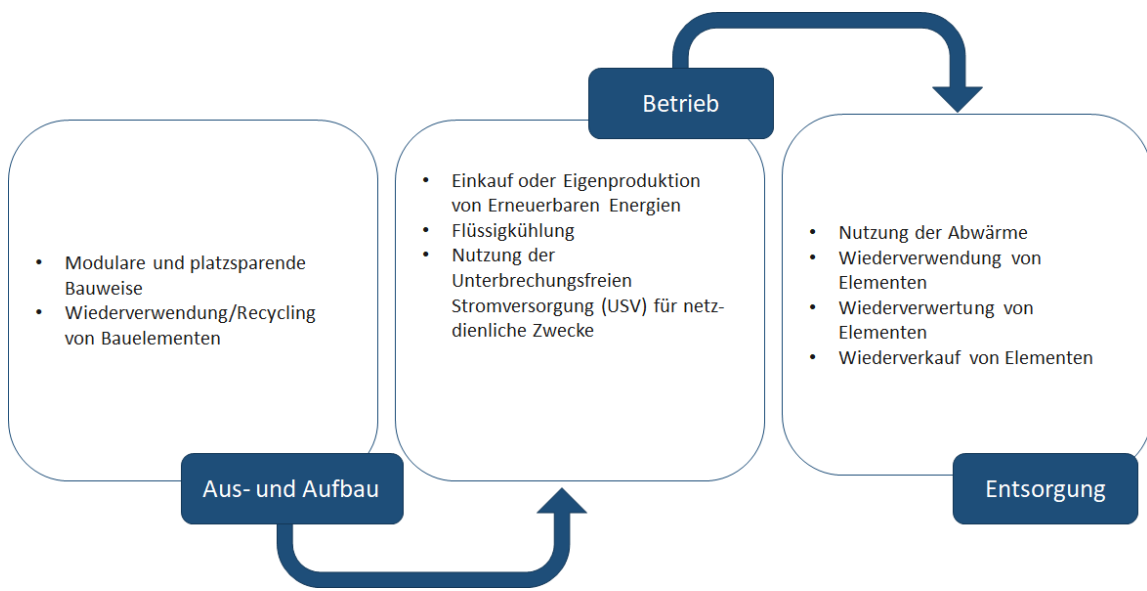 • Modulare und platzsparende
Bauweise
• Wiederverwendung/Recycling
von Bauelementen
Aus- und Aufbau
Betrieb
• Einkauf oder Eigenproduktion
von Erneuerbaren Energien
• Flüssigkühlung
• Nutzung der
Unterbrechungsfreien
Stromversorgung (USV) für netz-
dienliche Zwecke
• Nutzung der Abwärme
• Wiederverwendung von
Elementen
• Wiederverwertung von
Elementen
• Wiederverkauf von Elementen
Entsorgung